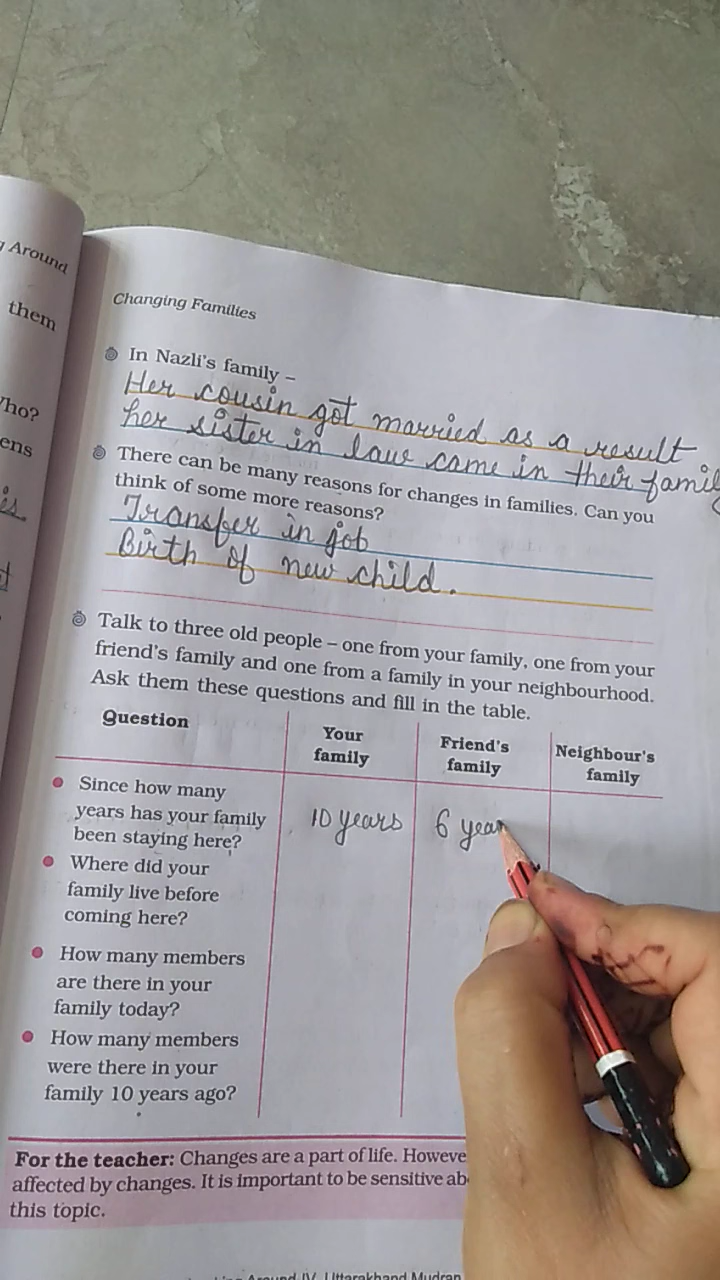 g Around
them
Who?
ens
Changing Families
In Nazli's family –
Her cousin got married as a result
her sister in law came in their famil
There can be many reasons for changes in families. Can you
think of some more reasons?
Transfer in job
Birth of new child.
Talk to three old people – one from your family, one from your
friend's family and one from a family in your neighbourhood.
Ask them these questions and fill in the table.
Question Your family Friend's family Neighbour's family
Since how many
years has your family
been staying here?
10 years 6 year
Where did your
family live before
coming here?
How many members
are there in your
family today?
How many members
were there in your
family 10 years ago?
For the teacher: Changes are a part of life. Howeve
affected by changes. It is important to be sensitive ab
this topic.
Around IV, Uttarakhand Mudran